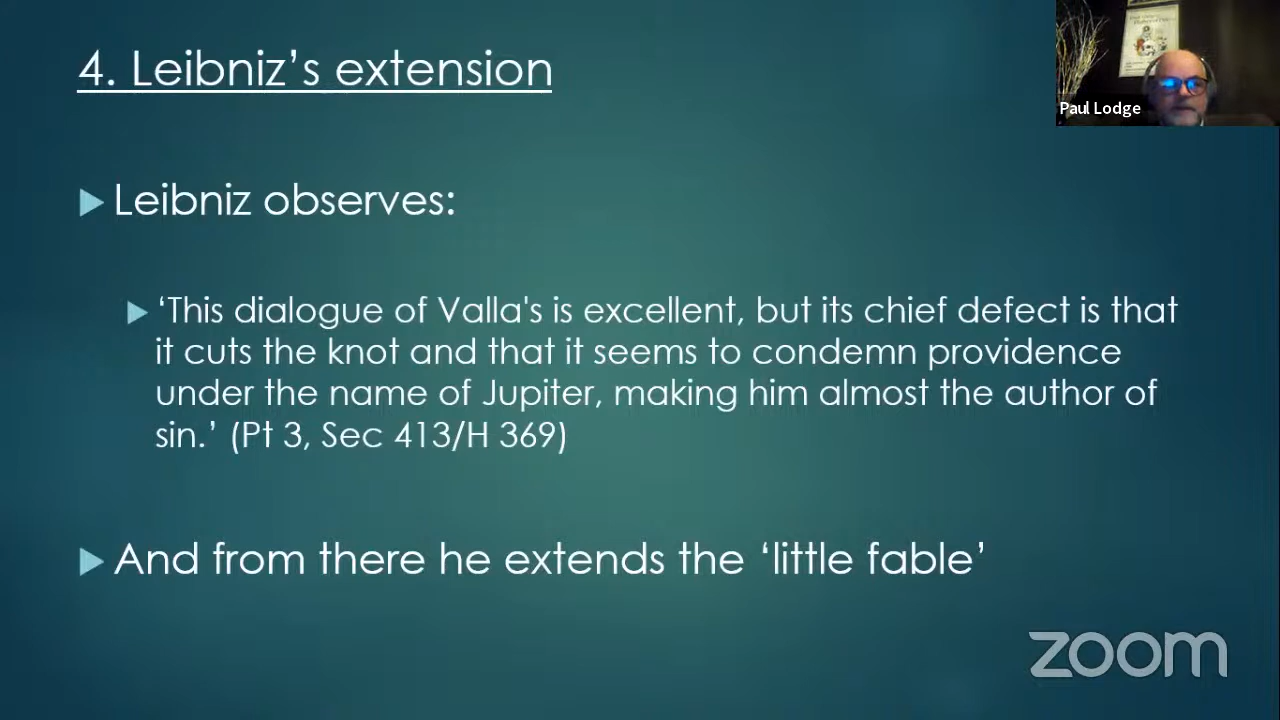 4. Leibniz’s extension
Paul Lodge
Leibniz observes:
‘This dialogue of Valla's is excellent, but its chief defect is that
it cuts the knot and that it seems to condemn providence
under the name of Jupiter, making him almost the author of
sin.’ (Pt 3, Sec 413/H 369)
And from there he extends the ‘little fable’
zoom